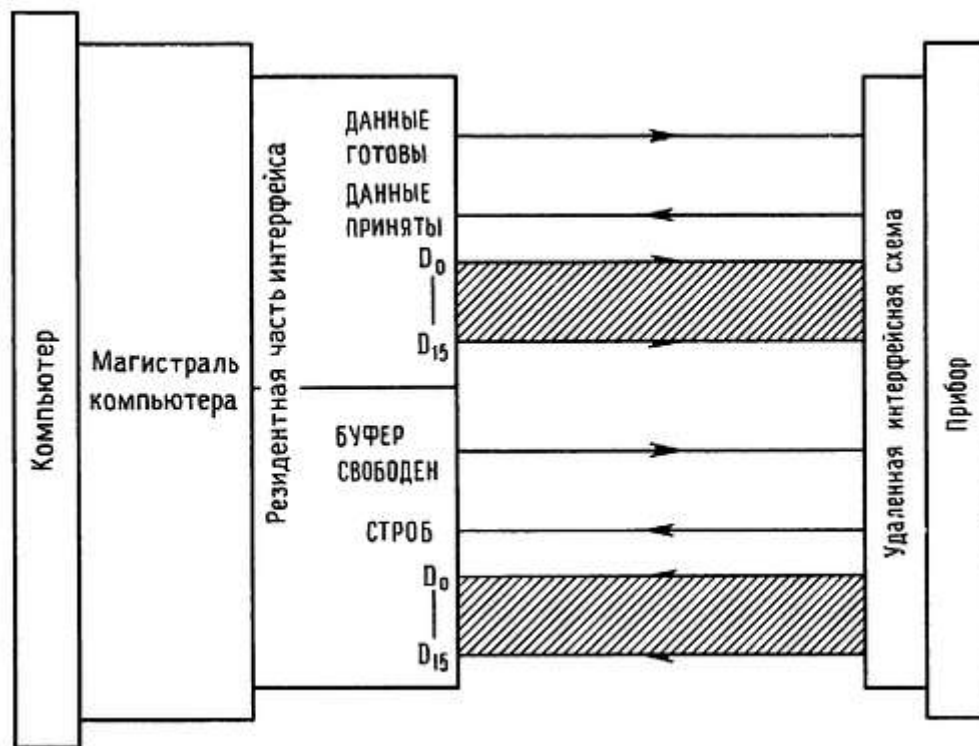 Компьютер
Магистраль
компьютера
Резидентная часть интерфейса
ДАННЫЕ
ГОТОВЫ
ДАННЫЕ
ПРИНЯТЫ
D₀
D₁₅
БУФЕР
СВОБОДЕН
СТРОБ
D₀
D₁₅
Удаленная интерфейсная схема
Прибор